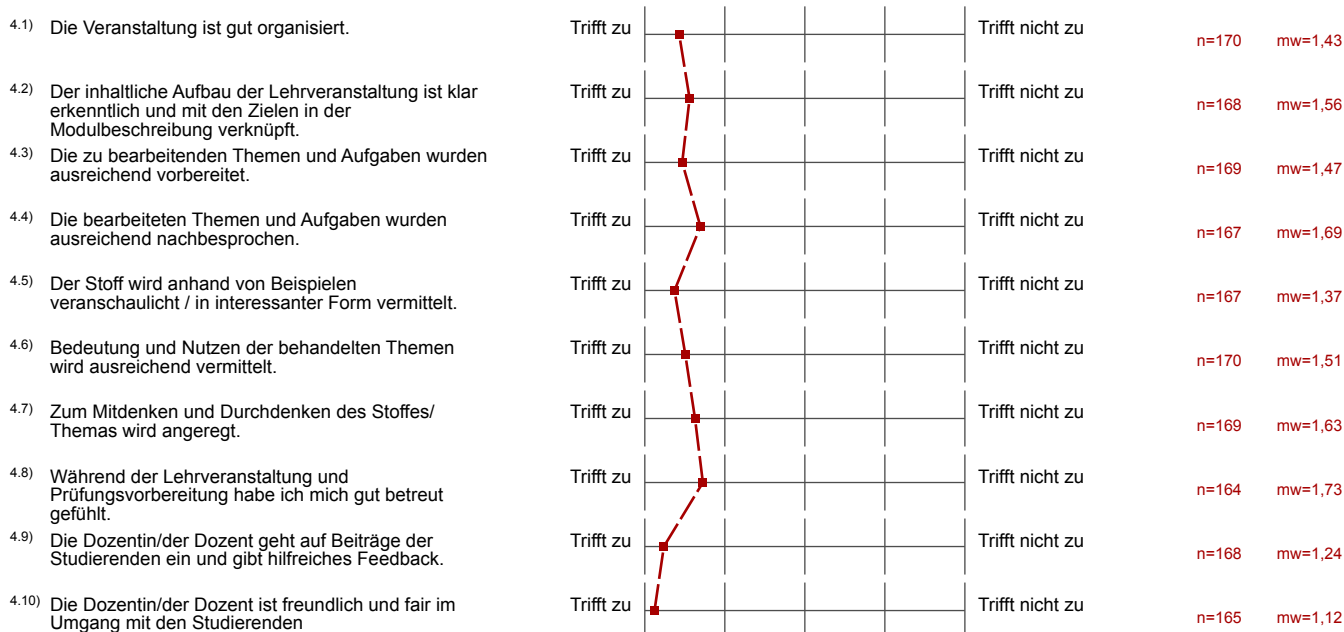 4.1) Die Veranstaltung ist gut organisiert. Trifft zu Trifft nicht zu n=170 mw=1,43
4.2) Der inhaltliche Aufbau der Lehrveranstaltung ist klar
erkenntlich und mit den Zielen in der
Modulbeschreibung verknüpft.
Trifft zu Trifft nicht zu n=168 mw=1,56
4.3) Die zu bearbeitenden Themen und Aufgaben wurden
ausreichend vorbereitet.
Trifft zu Trifft nicht zu n=169 mw=1,47
4.4) Die bearbeiteten Themen und Aufgaben wurden
ausreichend nachbesprochen.
Trifft zu Trifft nicht zu n=167 mw=1,69
4.5) Der Stoff wird anhand von Beispielen
veranschaulicht / in interessanter Form vermittelt.
Trifft zu Trifft nicht zu n=167 mw=1,37
4.6) Bedeutung und Nutzen der behandelten Themen
wird ausreichend vermittelt.
Trifft zu Trifft nicht zu n=170 mw=1,51
4.7) Zum Mitdenken und Durchdenken des Stoffes/
Themas wird angeregt.
Trifft zu Trifft nicht zu n=169 mw=1,63
4.8) Während der Lehrveranstaltung und
Prüfungsvorbereitung habe ich mich gut betreut
gefühlt.
Trifft zu Trifft nicht zu n=164 mw=1,73
4.9) Die Dozentin/der Dozent geht auf Beiträge der
Studierenden ein und gibt hilfreiches Feedback.
Trifft zu Trifft nicht zu n=168 mw=1,24
4.10) Die Dozentin/der Dozent ist freundlich und fair im
Umgang mit den Studierenden
Trifft zu Trifft nicht zu n=165 mw=1,12